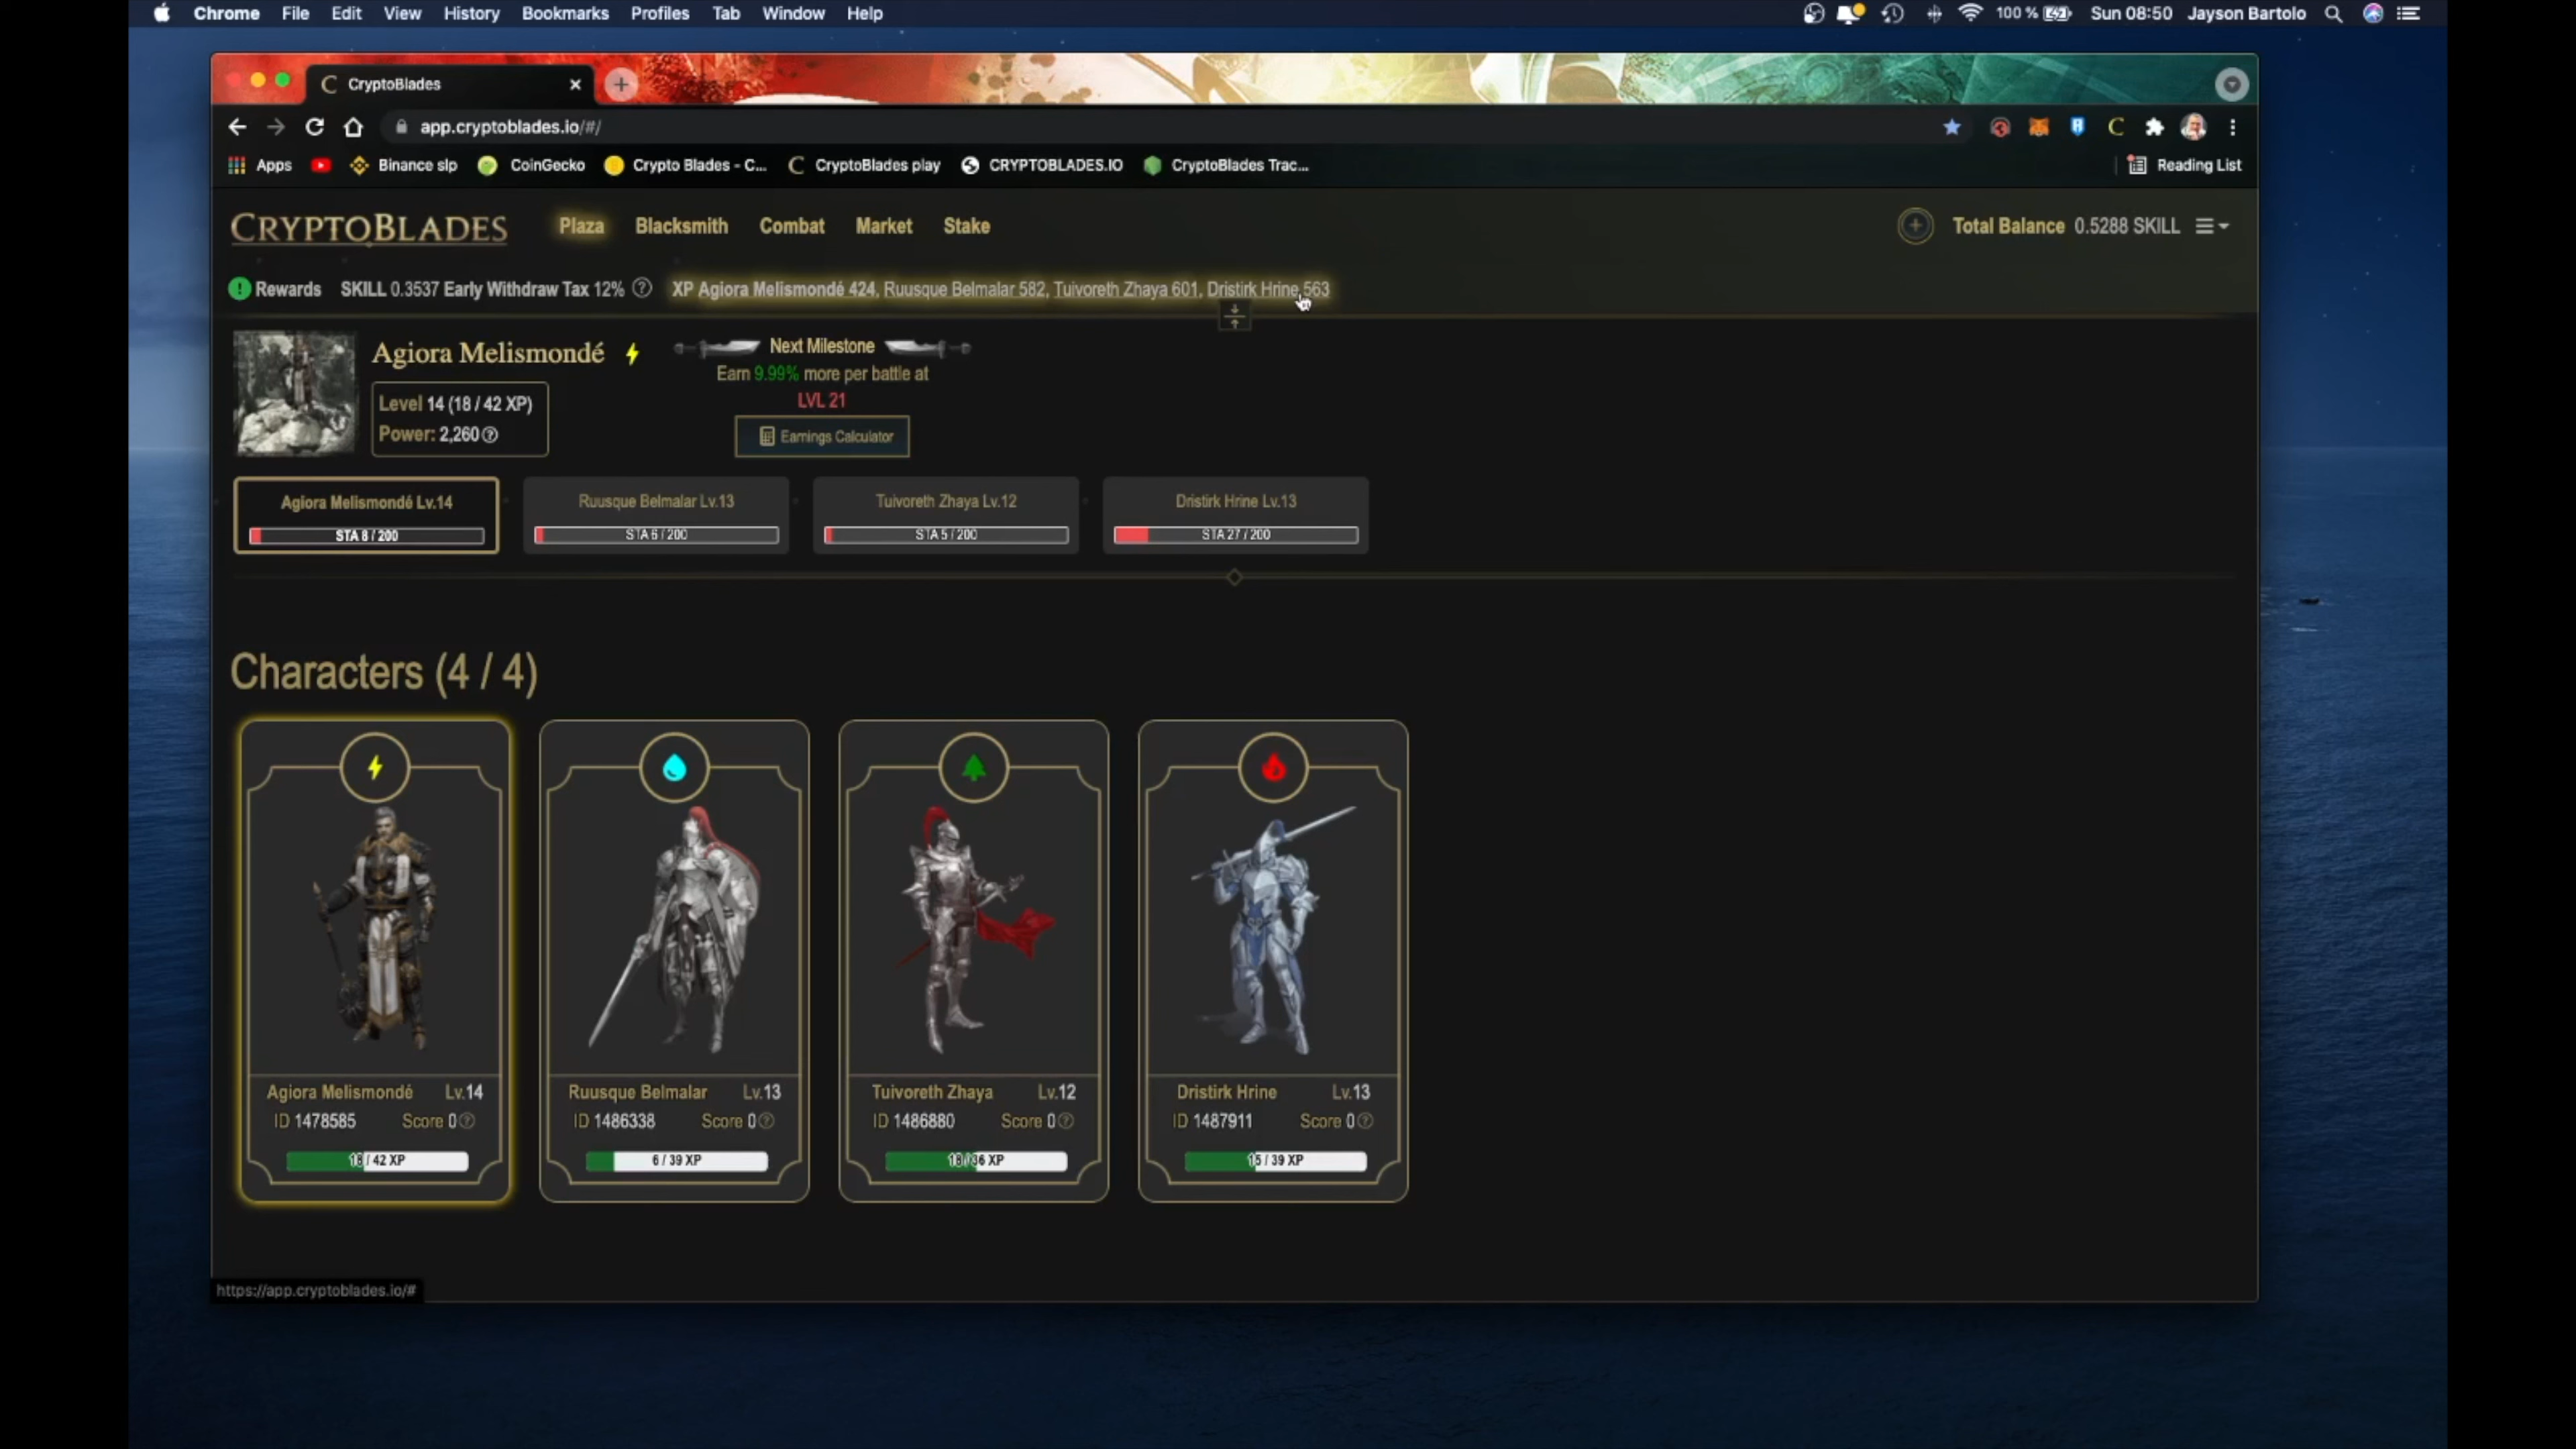 Chrome File Edit View History Bookmarks Profiles Tab Window Help 100 % Sun 08:50 Jayson Bartolo
CryptoBlades
app.cryptoblades.io/#/
Apps Binance slp CoinGecko Crypto Blades - C... CryptoBlades play CRYPTOBLADES.IO CryptoBlades Trac... Reading List
CRYPTOBLADES Plaza Blacksmith Combat Market Stake Total Balance 0.5288 SKILL
Rewards SKILL 0.3537 Early Withdraw Tax 12% XP Agiora Melismondé 424, Ruusque Belmalar 582, Tuivoreth Zhaya 601, Dristirk Hrine 563
Agiora Melismondé
Level 14 (18 / 42 XP)
Power: 2,260
Next Milestone
Earn 9.99% more per battle at
LVL 21
Earnings Calculator
Agiora Melismondé Lv.14 Ruusque Belmalar Lv.13 Tuivoreth Zhaya Lv.12 Dristirk Hrine Lv.13
STA 8 / 200 STA 6 / 200 STA 5 / 200 STA 27 / 200
Characters (4 / 4)
Agiora Melismondé Lv.14 Ruusque Belmalar Lv.13 Tuivoreth Zhaya Lv.12 Dristirk Hrine Lv.13
ID 1478585 Score 0 ID 1486338 Score 0 ID 1486880 Score 0 ID 1487911 Score 0
18 / 42 XP 6 / 39 XP 18 / 36 XP 15 / 39 XP
https://app.cryptoblades.io/#